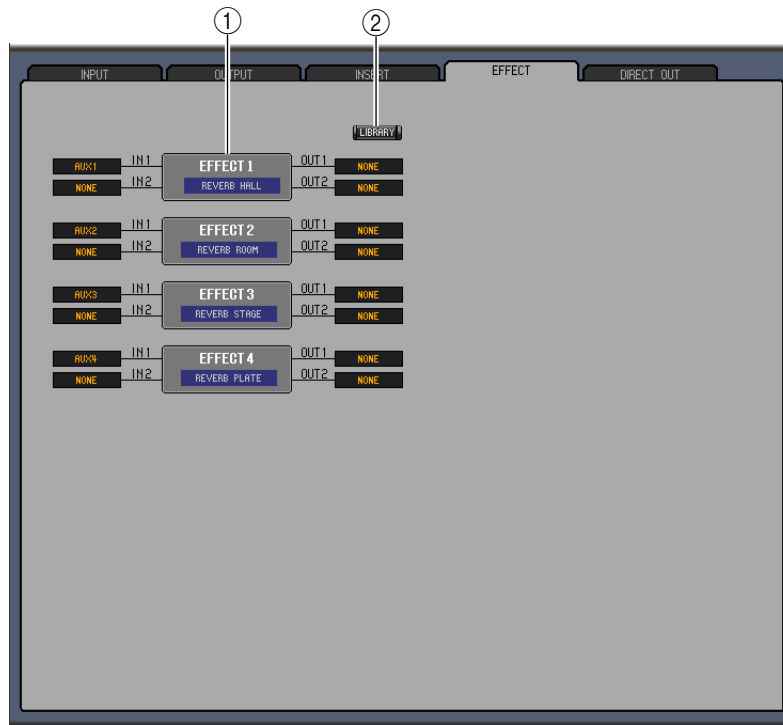 ① ②
INPUT OUTPUT INSERT EFFECT DIRECT OUT
LIBRARY
AUX1 IN1 EFFECT 1 OUT1 NONE
NONE IN2 REVERB HALL OUT2 NONE
AUX2 IN1 EFFECT 2 OUT1 NONE
NONE IN2 REVERB ROOM OUT2 NONE
AUX3 IN1 EFFECT 3 OUT1 NONE
NONE IN2 REVERB STAGE OUT2 NONE
AUX4 IN1 EFFECT 4 OUT1 NONE
NONE IN2 REVERB PLATE OUT2 NONE